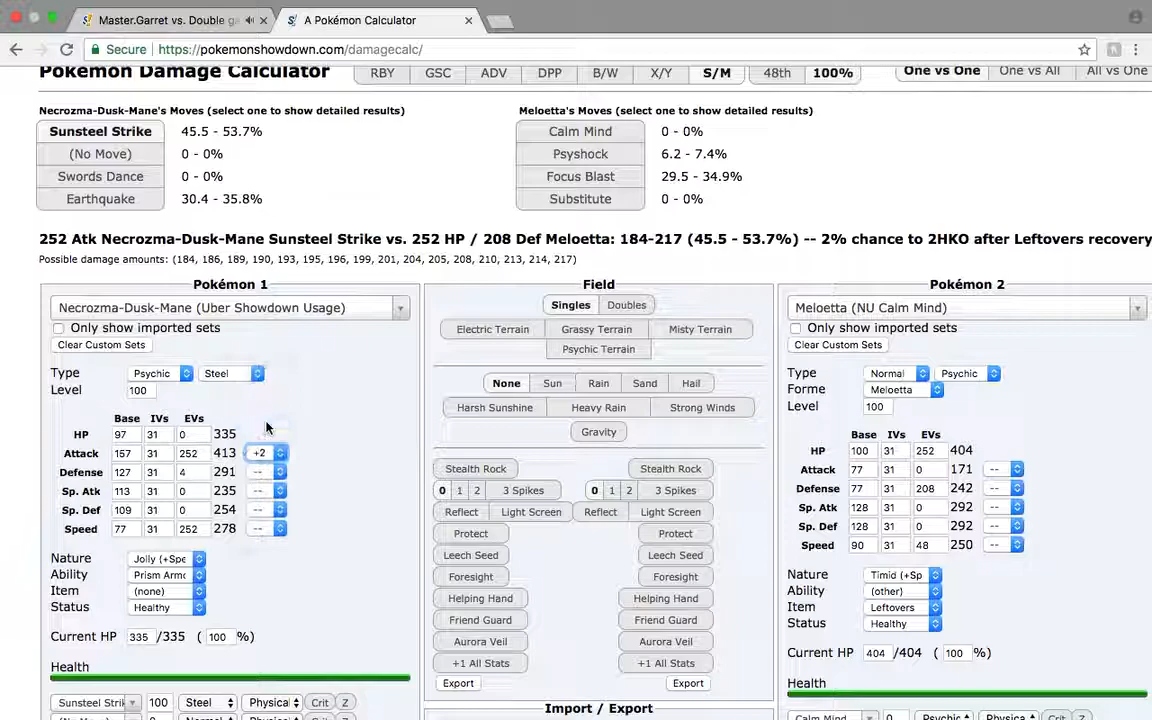 Master.Garret vs. Double ga
A Pokémon Calculator
Secure https://pokemonshowdown.com/damagecalc/
Pokemon Damage Calculator RBY GSC ADV DPP B/W X/Y S/M 48th 100% One vs One One vs All All vs One
Necrozma-Dusk-Mane's Moves (select one to show detailed results) Meloetta's Moves (select one to show detailed results)
Sunsteel Strike 45.5 - 53.7% Calm Mind 0 - 0%
(No Move) 0 - 0% Psyshock 6.2 - 7.4%
Swords Dance 0 - 0% Focus Blast 29.5 - 34.9%
Earthquake 30.4 - 35.8% Substitute 0 - 0%
252 Atk Necrozma-Dusk-Mane Sunsteel Strike vs. 252 HP / 208 Def Meloetta: 184-217 (45.5 - 53.7%) -- 2% chance to 2HKO after Leftovers recovery
Possible damage amounts: (184, 186, 189, 190, 193, 195, 196, 199, 201, 204, 205, 208, 210, 213, 214, 217)
Pokémon 1 Field Pokémon 2
Necrozma-Dusk-Mane (Uber Showdown Usage) Singles Doubles Meloetta (NU Calm Mind)
Only show imported sets Electric Terrain Grassy Terrain Misty Terrain Only show imported sets
Clear Custom Sets Psychic Terrain Clear Custom Sets
Type Psychic Steel None Sun Rain Sand Hail Type Normal Psychic
Level 100 Forme Meloetta
Harsh Sunshine Heavy Rain Strong Winds Level 100
Base IVs EVs Gravity Base IVs EVs
HP 97 31 0 335 HP 100 31 252 404
Attack 157 31 252 413 +2 Stealth Rock Stealth Rock Attack 77 31 0 171 --
Defense 127 31 4 291 -- 0 1 2 3 Spikes 0 1 2 3 Spikes Defense 77 31 208 242 --
Sp. Atk 113 31 0 235 -- Reflect Light Screen Reflect Light Screen Sp. Atk 128 31 0 292 --
Sp. Def 109 31 0 254 -- Protect Protect Sp. Def 128 31 0 292 --
Speed 77 31 252 278 -- Leech Seed Leech Seed Speed 90 31 48 250 --
Nature Jolly (+Spe Foresight Foresight Nature Timid (+Sp
Ability Prism Armo Helping Hand Helping Hand Ability (other)
Item (none) Friend Guard Friend Guard Item Leftovers
Status Healthy Aurora Veil Aurora Veil Status Healthy
Current HP 335 /335 ( 100 %) +1 All Stats +1 All Stats Current HP 404 /404 ( 100 %)
Health Export Export Health
Sunsteel Strik 100 Steel Physical Crit Z Import / Export Calm Mind 0 Psychic Physica Crit Z